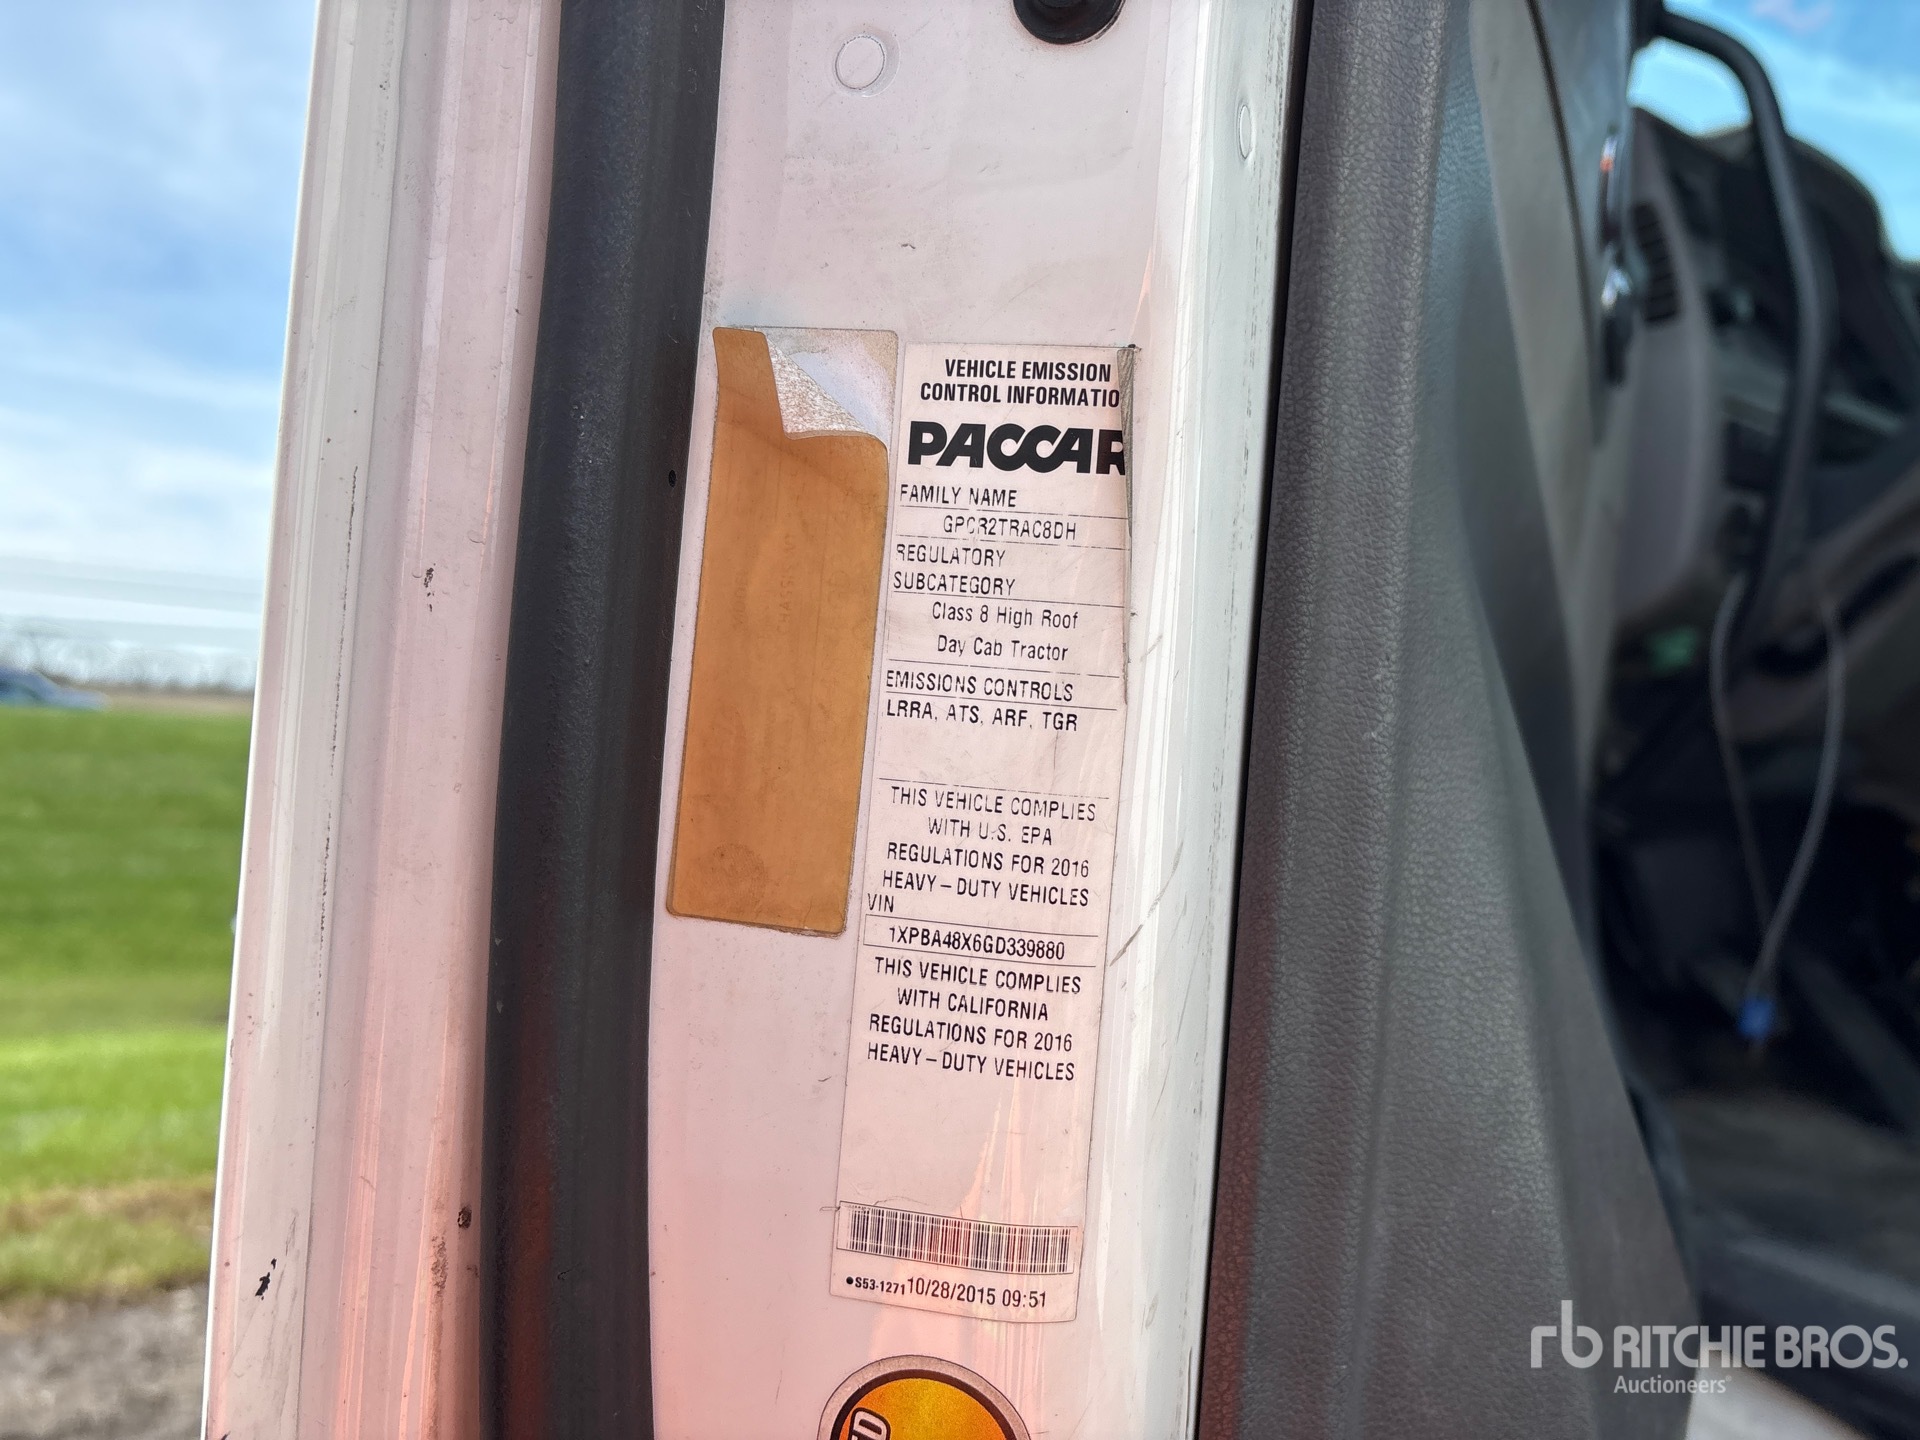 VEHICLE EMISSION
CONTROL INFORMATIO
PACCAR
FAMILY NAME
GPCR2TRAC8DH
REGULATORY
SUBCATEGORY
Class 8 High Roof
Day Cab Tractor
EMISSIONS CONTROLS
LRRA, ATS, ARF, TGR
THIS VEHICLE COMPLIES
WITH U.S. EPA
REGULATIONS FOR 2016
HEAVY-DUTY VEHICLES
VIN
1XPBA48X6GD339880
THIS VEHICLE COMPLIES
WITH CALIFORNIA
REGULATIONS FOR 2016
HEAVY-DUTY VEHICLES
•S53-1271 10/28/2015 09:51
rb RITCHIE BROS.
Auctioneers